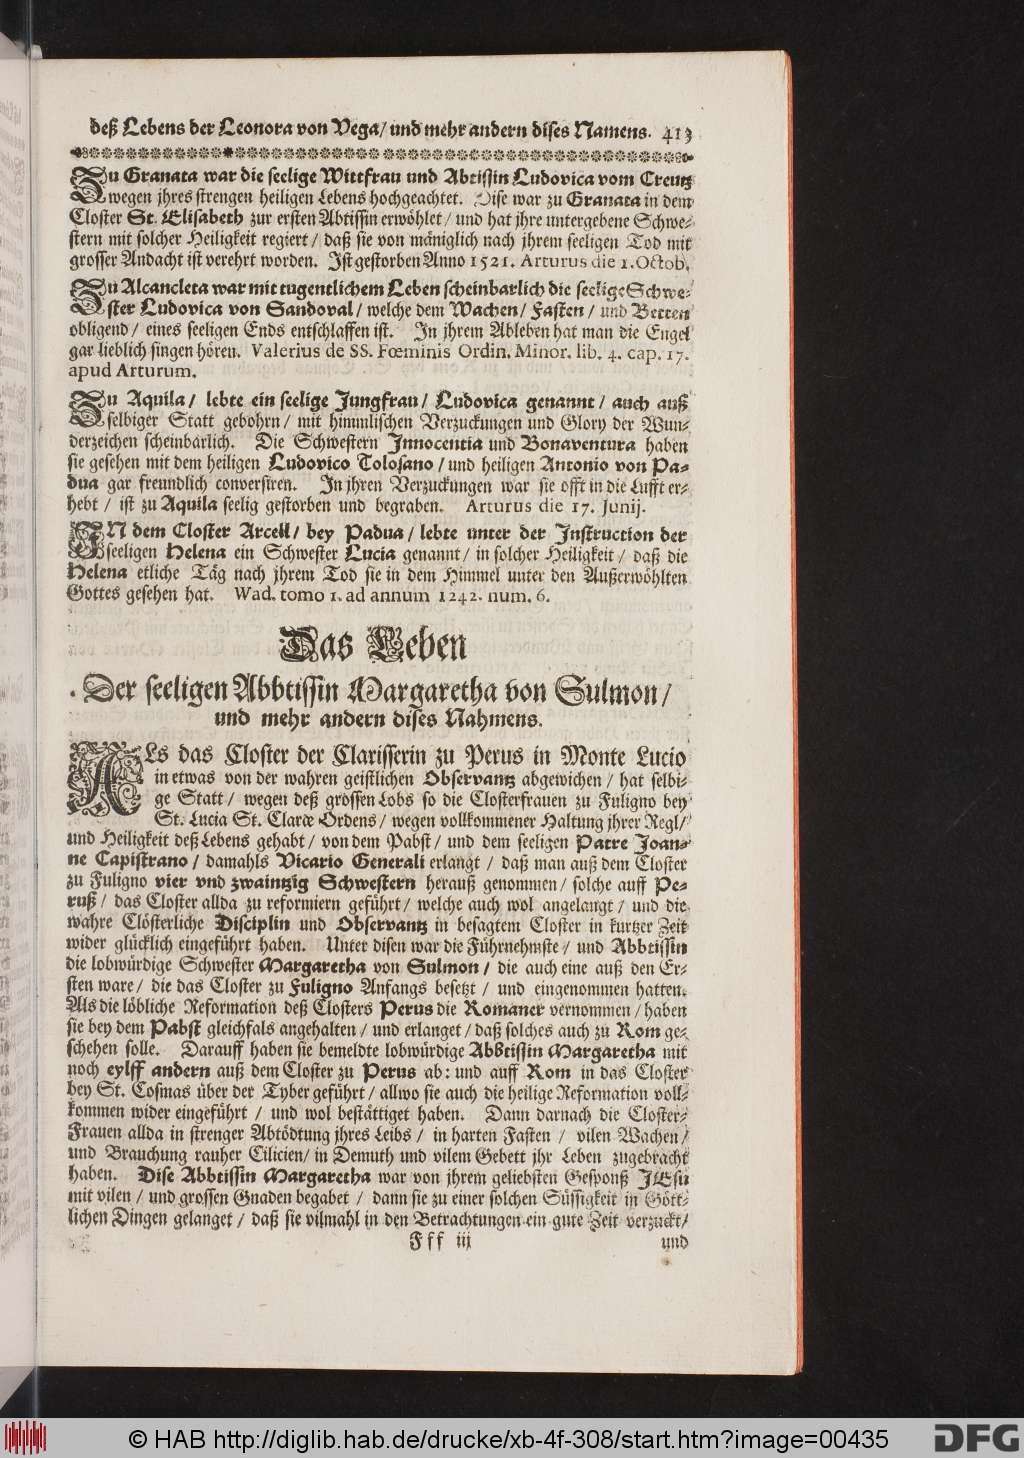 deß Lebens der Leonora von Vega/ und mehr andern dises Namens. 413
ZU Granata war die seelige Wittfrau und Abtissin Ludovica vom Creutz
wegen jhres strengen heiligen Lebens hochgeachtet. Dise war zu Granata in dem
Closter St. Elisabeth zur ersten Abtissin erwöhlet/ und hat jhre untergebene Schwe-
stern mit solcher Heiligkeit regiert/ daß sie von mäniglich nach jhrem seeligen Tod mit
grosser Andacht ist verehrt worden. Ist gestorben Anno 1521. Arturus die 1. Octob.
ZU Alcancleta war mit tugentlichem Leben scheinbarlich die seelige Schwe-
ster Ludovica von Sandoval/ welche dem Wachen/ Fasten/ und Betten
obligend/ eines seeligen Ends entschlaffen ist. In jhrem Ableben hat man die Engel
gar lieblich singen hören. Valerius de SS. Fœminis Ordin. Minor. lib. 4. cap. 17.
apud Arturum.
ZU Aquila/ lebte ein seelige Jungfrau/ Ludovica genannt/ auch auß
selbiger Statt gebohrn/ mit himmlischen Verzuckungen und Glory der Wun-
derzeichen scheinbarlich. Die Schwestern Innocentia und Bonaventura haben
sie gesehen mit dem heiligen Ludovico Tolosano/ und heiligen Antonio von Pa-
dua gar freundlich conversiren. In jhren Verzuckungen war sie offt in die Lufft er-
hebt/ ist zu Aquila seelig gestorben und begraben. Arturus die 17. Junij.
IN dem Closter Arcell/ bey Padua/ lebte unter der Instruction der
seeligen Helena ein Schwester Lucia genannt/ in solcher Heiligkeit/ daß die
Helena etliche Täg nach jhrem Tod sie in dem Himmel unter den Außerwöhlten
Gottes gesehen hat. Wad. tomo 1. ad annum 1242. num. 6.
Das Leben
Der seeligen Abbtissin Margaretha von Sulmon/
und mehr andern dises Nahmens.
ALs das Closter der Clarisserin zu Perus in Monte Lucio
in etwas von der wahren geistlichen Observantz abgewichen/ hat selbi-
ge Statt/ wegen deß grossen Lobs so die Closterfrauen zu Fuligno bey
St. Lucia St. Claræ Ordens/ wegen vollkommener Haltung jhrer Regl/
und Heiligkeit deß Lebens gehabt/ von dem Pabst/ und dem seeligen Patre Joan-
ne Capistrano/ damahls Vicario Generali erlangt/ daß man auß dem Closter
zu Fuligno vier vnd zwaintzig Schwestern herauß genommen/ solche auff Pe-
ruß/ das Closter allda zu reformiern geführt/ welche auch wol angelangt/ und die
wahre Clösterliche Disciplin und Observantz in besagtem Closter in kurtzer Zeit
wider glücklich eingeführt haben. Unter disen war die Führnehmste/ und Abbtissin
die lobwürdige Schwester Margaretha von Sulmon/ die auch eine auß den Er-
sten ware/ die das Closter zu Fuligno Anfangs besetzt/ und eingenommen hatten.
Als die löbliche Reformation deß Closters Perus die Romaner vernommen/ haben
sie bey dem Pabst gleichfals angehalten/ und erlanget/ daß solches auch zu Rom ge-
schehen solle. Darauff haben sie bemeldte lobwürdige Abbtissin Margaretha mit
noch eylff andern auß dem Closter zu Perus ab: und auff Rom in das Closter
bey St. Cosmas über der Tyber geführt/ allwo sie auch die heilige Reformation voll-
kommen wider eingeführt/ und wol bestättiget haben. Dann darnach die Closter-
Frauen allda in strenger Abtödtung jhres Leibs/ in harten Fasten/ vilen Wachen/
und Brauchung rauher Cilicien/ in Demuth und vilem Gebett jhr Leben zugebracht
haben. Dise Abbtissin Margaretha war von jhrem geliebsten Gesponß JEsu
mit vilen/ und grossen Gnaden begabet/ dann sie zu einer solchen Süssigkeit in Gött-
lichen Dingen gelanget/ daß sie vilmahl in den Betrachtungen ein gute Zeit verzuckt/
Fff iij
und
© HAB http://diglib.hab.de/drucke/xb-4f-308/start.htm?image=00435
DFG